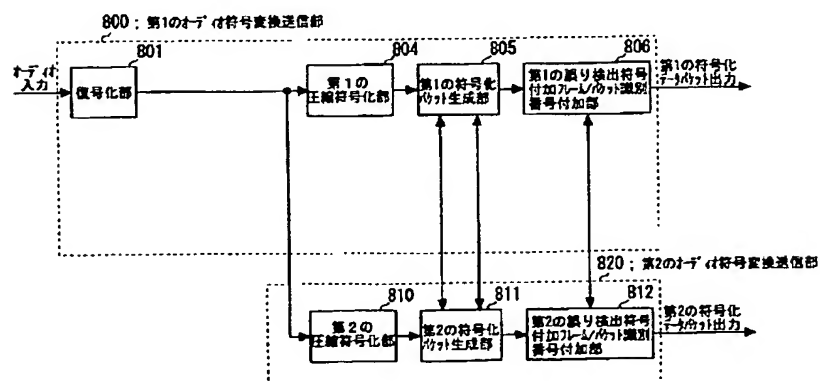 800；第1のオーディオ符号変換送信部
オーディオ
入力
801
復号化部
804
第1の
圧縮符号化部
805
第1の符号化
パケット生成部
806
第1の誤り検出符号
付加フレーム/パケット識別
番号付加部
第1の符号化
データパケット出力
820；第2のオーディオ符号変換送信部
810
第2の
圧縮符号化部
811
第2の符号化
パケット生成部
812
第2の誤り検出符号
付加フレーム/パケット識別
番号付加部
第2の符号化
データパケット出力